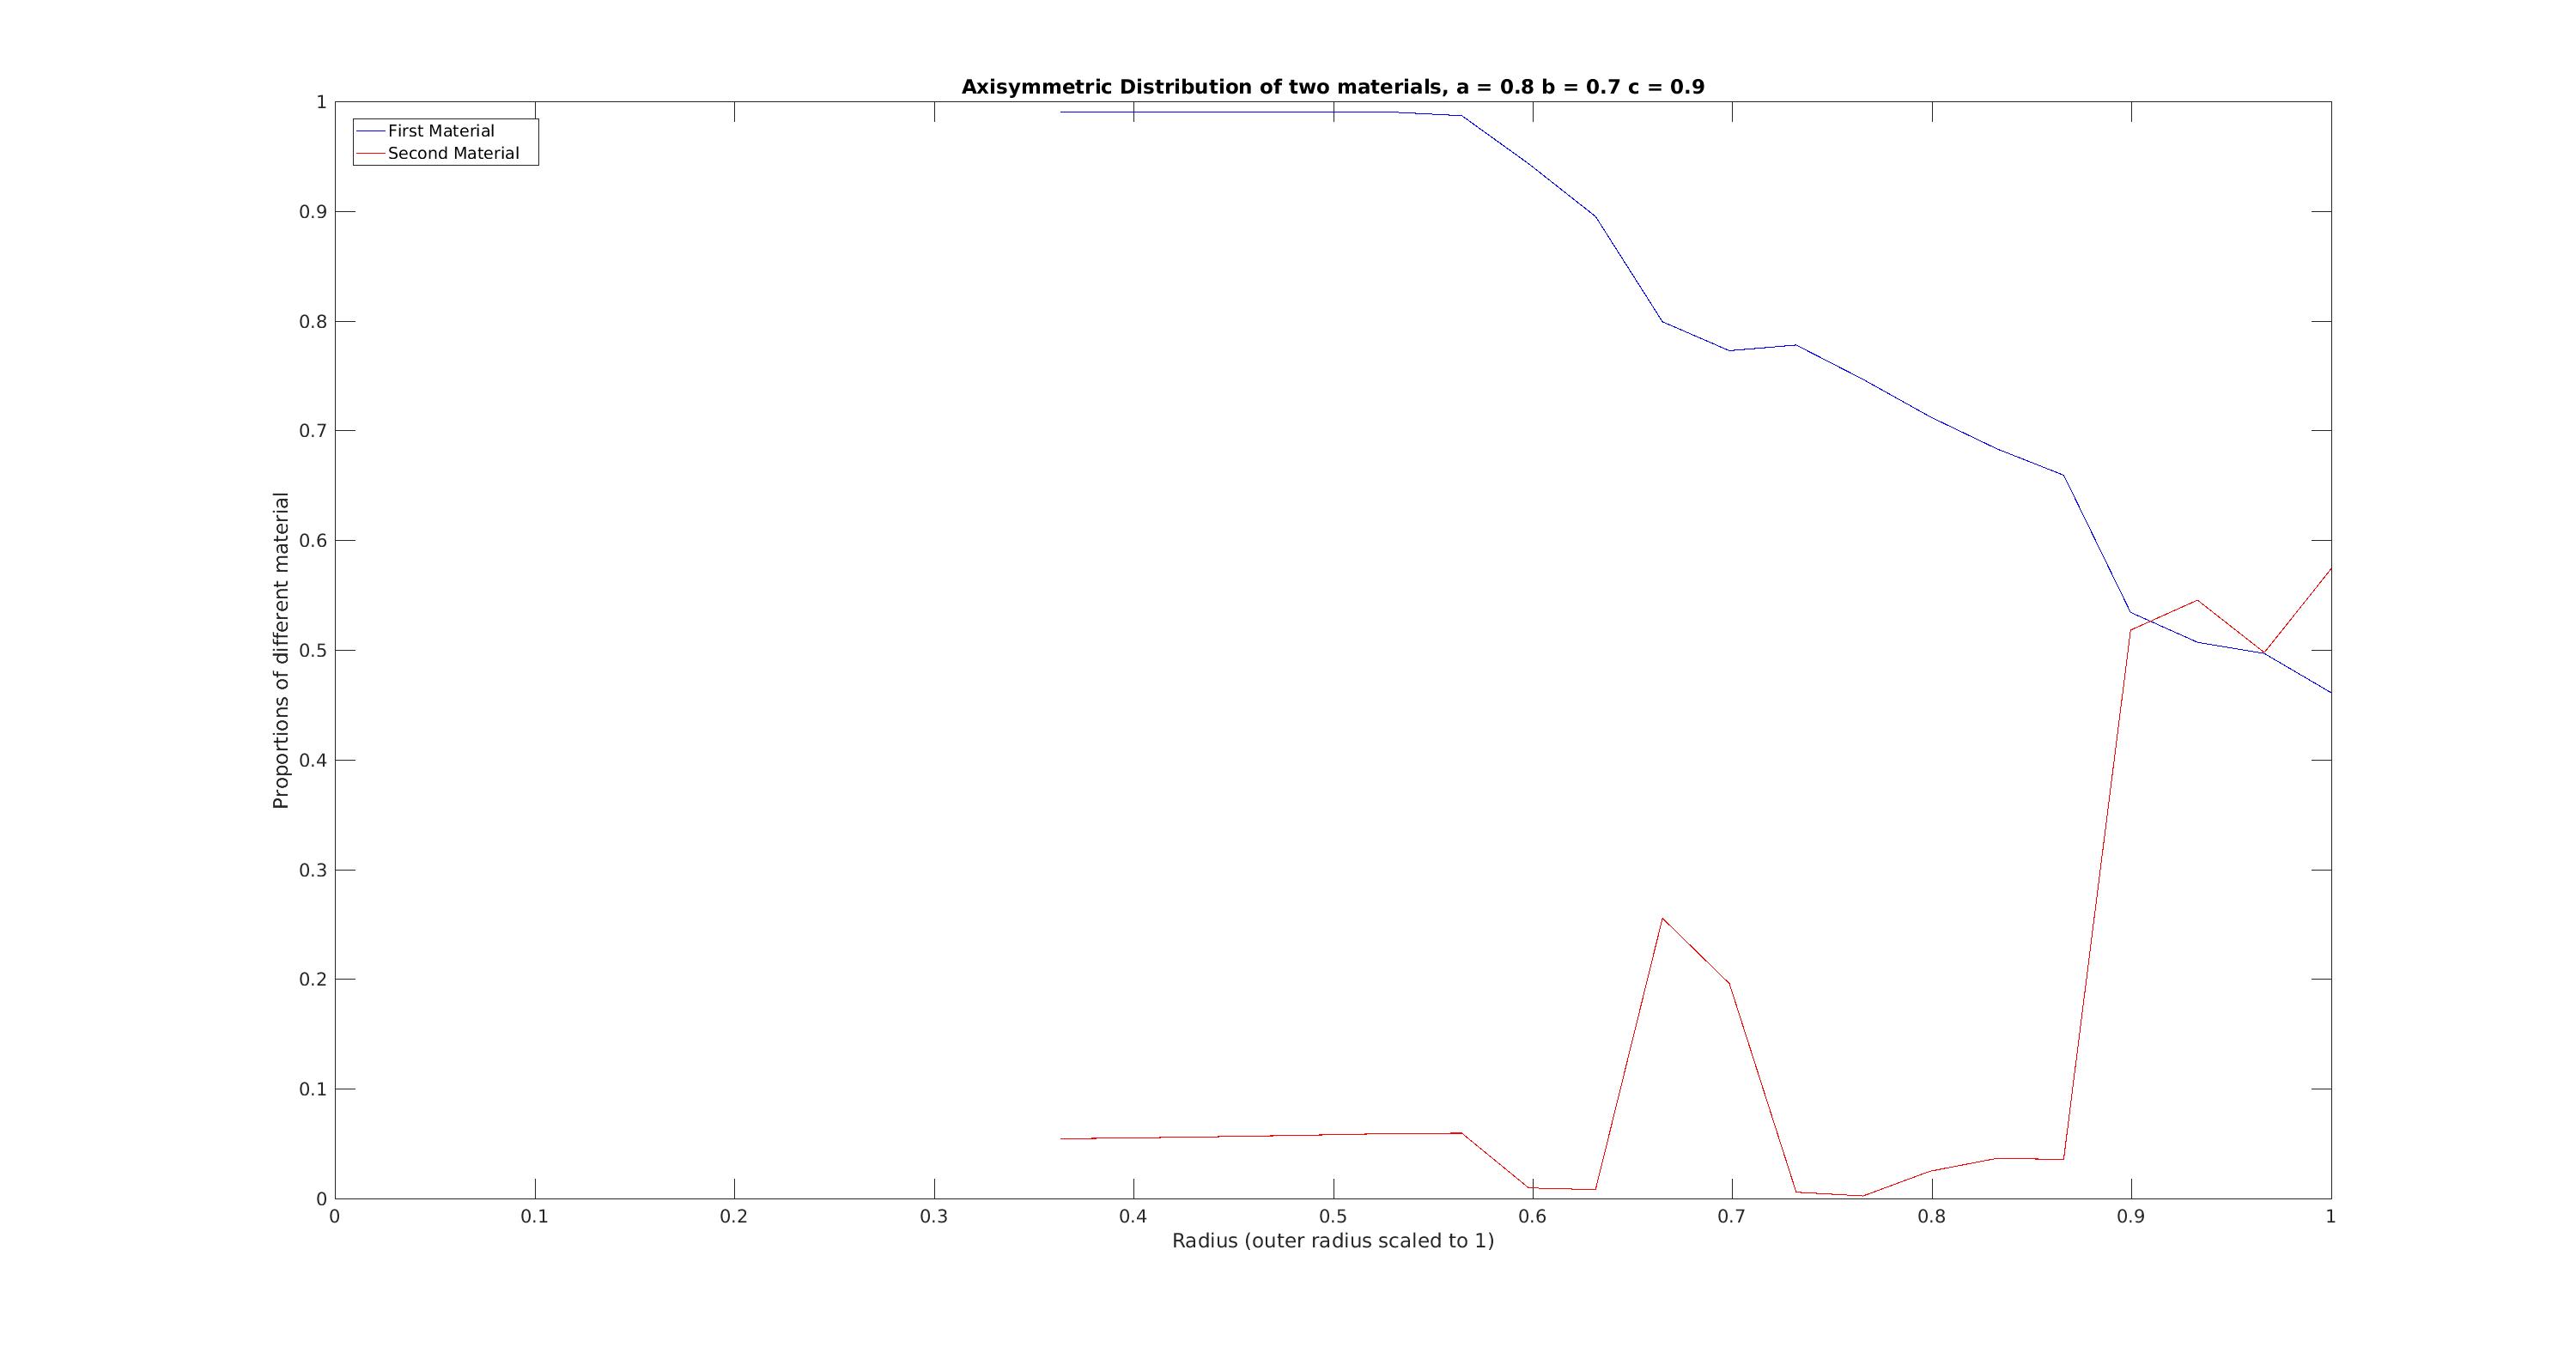 Axisymmetric Distribution of two materials, a = 0.8 b = 0.7 c = 0.9
First Material
Second Material
Proportions of different material
1
0.9
0.8
0.7
0.6
0.5
0.4
0.3
0.2
0.1
0
0 0.1 0.2 0.3 0.4 0.5 0.6 0.7 0.8 0.9 1
Radius (outer radius scaled to 1)